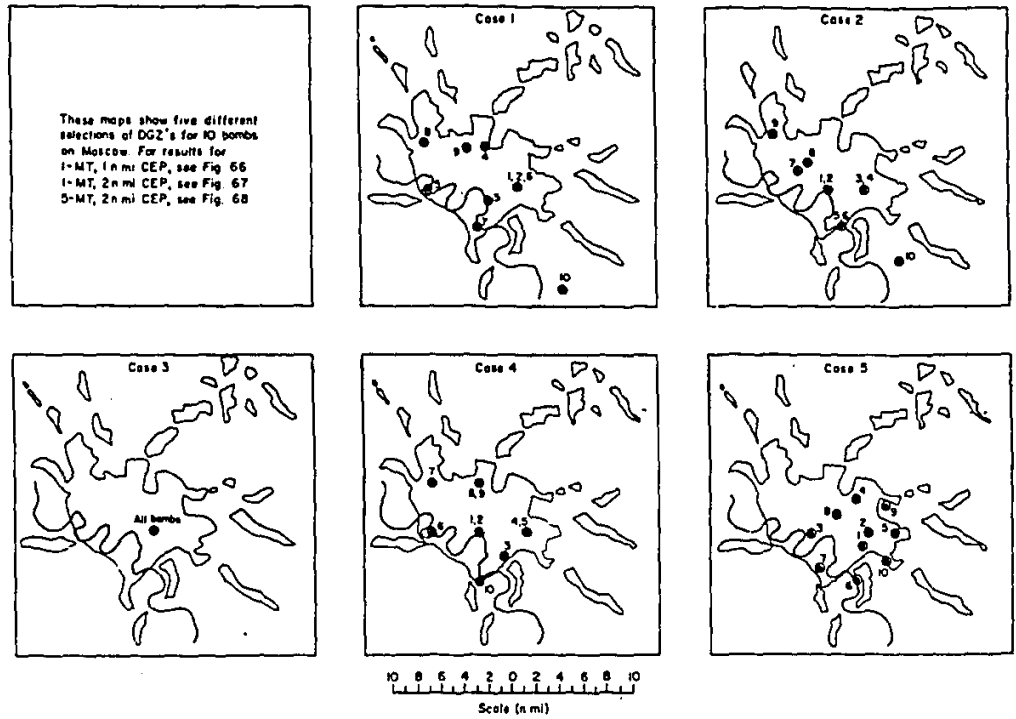 These maps show five different
selections of DGZ's for 10 bombs
on Moscow. For results for
1-MT, 1 n mi CEP, see Fig 66
1-MT, 2 n mi CEP, see Fig. 67
5-MT, 2 n mi CEP, see Fig. 68
Case 1
8
9
4
1,2,6
3
7
10
Case 2
9
8
7
1,2
3,4
5,6
10
Case 3
All bombs
Case 4
7
8,9
6
1,2
4,5
3
10
Case 5
4
8
9
3
2
5
1
7
10
6
10 8 6 4 2 0 2 4 6 8 10
Scale (n mi)